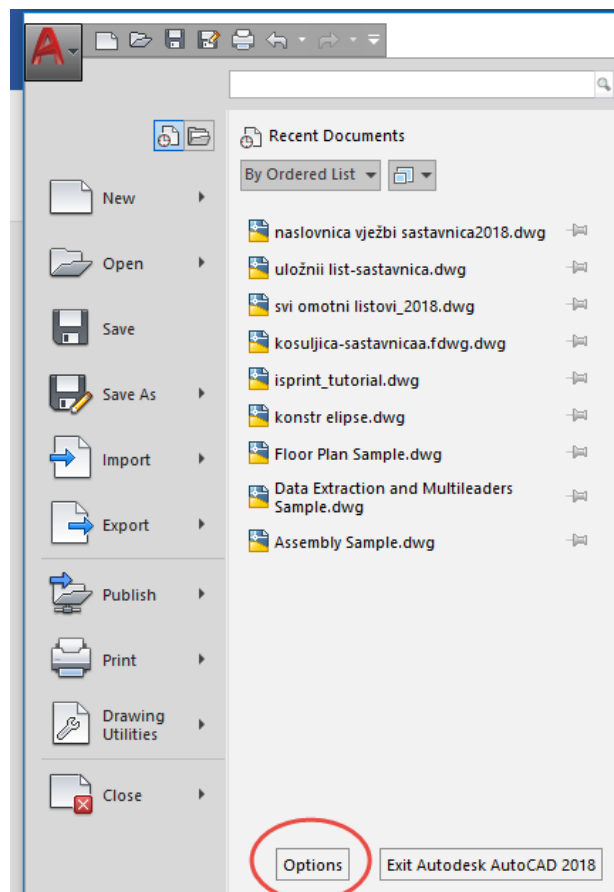 A
Recent Documents
By Ordered List
New
Open
Save
Save As
Import
Export
Publish
Print
Drawing
Utilities
Close
naslovnica vježbi sastavnica2018.dwg
uložnii list-sastavnica.dwg
svi omotni listovi_2018.dwg
kosuljica-sastavnicaa.fdwg.dwg
isprint_tutorial.dwg
konstr elipse.dwg
Floor Plan Sample.dwg
Data Extraction and Multileaders
Sample.dwg
Assembly Sample.dwg
Options
Exit Autodesk AutoCAD 2018